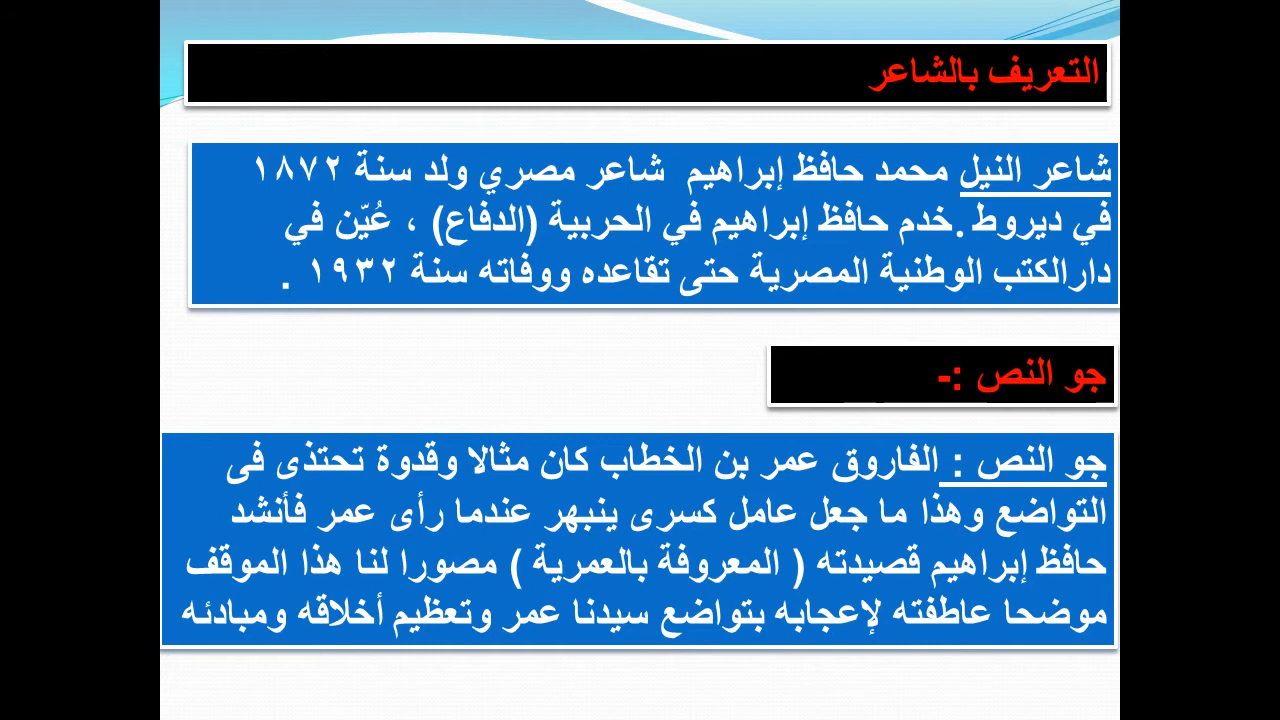 التعريف بالشاعر
شاعر النيل محمد حافظ إبراهيم شاعر مصري ولد سنة ١٨٧٢
في ديروط .خدم حافظ إبراهيم في الحربية (الدفاع) ، عُيّن في
دارالكتب الوطنية المصرية حتى تقاعده ووفاته سنة ١٩٣٢ .
جو النص :-
جو النص : الفاروق عمر بن الخطاب كان مثالا وقدوة تحتذى فى
التواضع وهذا ما جعل عامل كسرى ينبهر عندما رأى عمر فأنشد
حافظ إبراهيم قصيدته ( المعروفة بالعمرية ) مصورا لنا هذا الموقف
موضحا عاطفته لإعجابه بتواضع سيدنا عمر وتعظيم أخلاقه ومبادئه